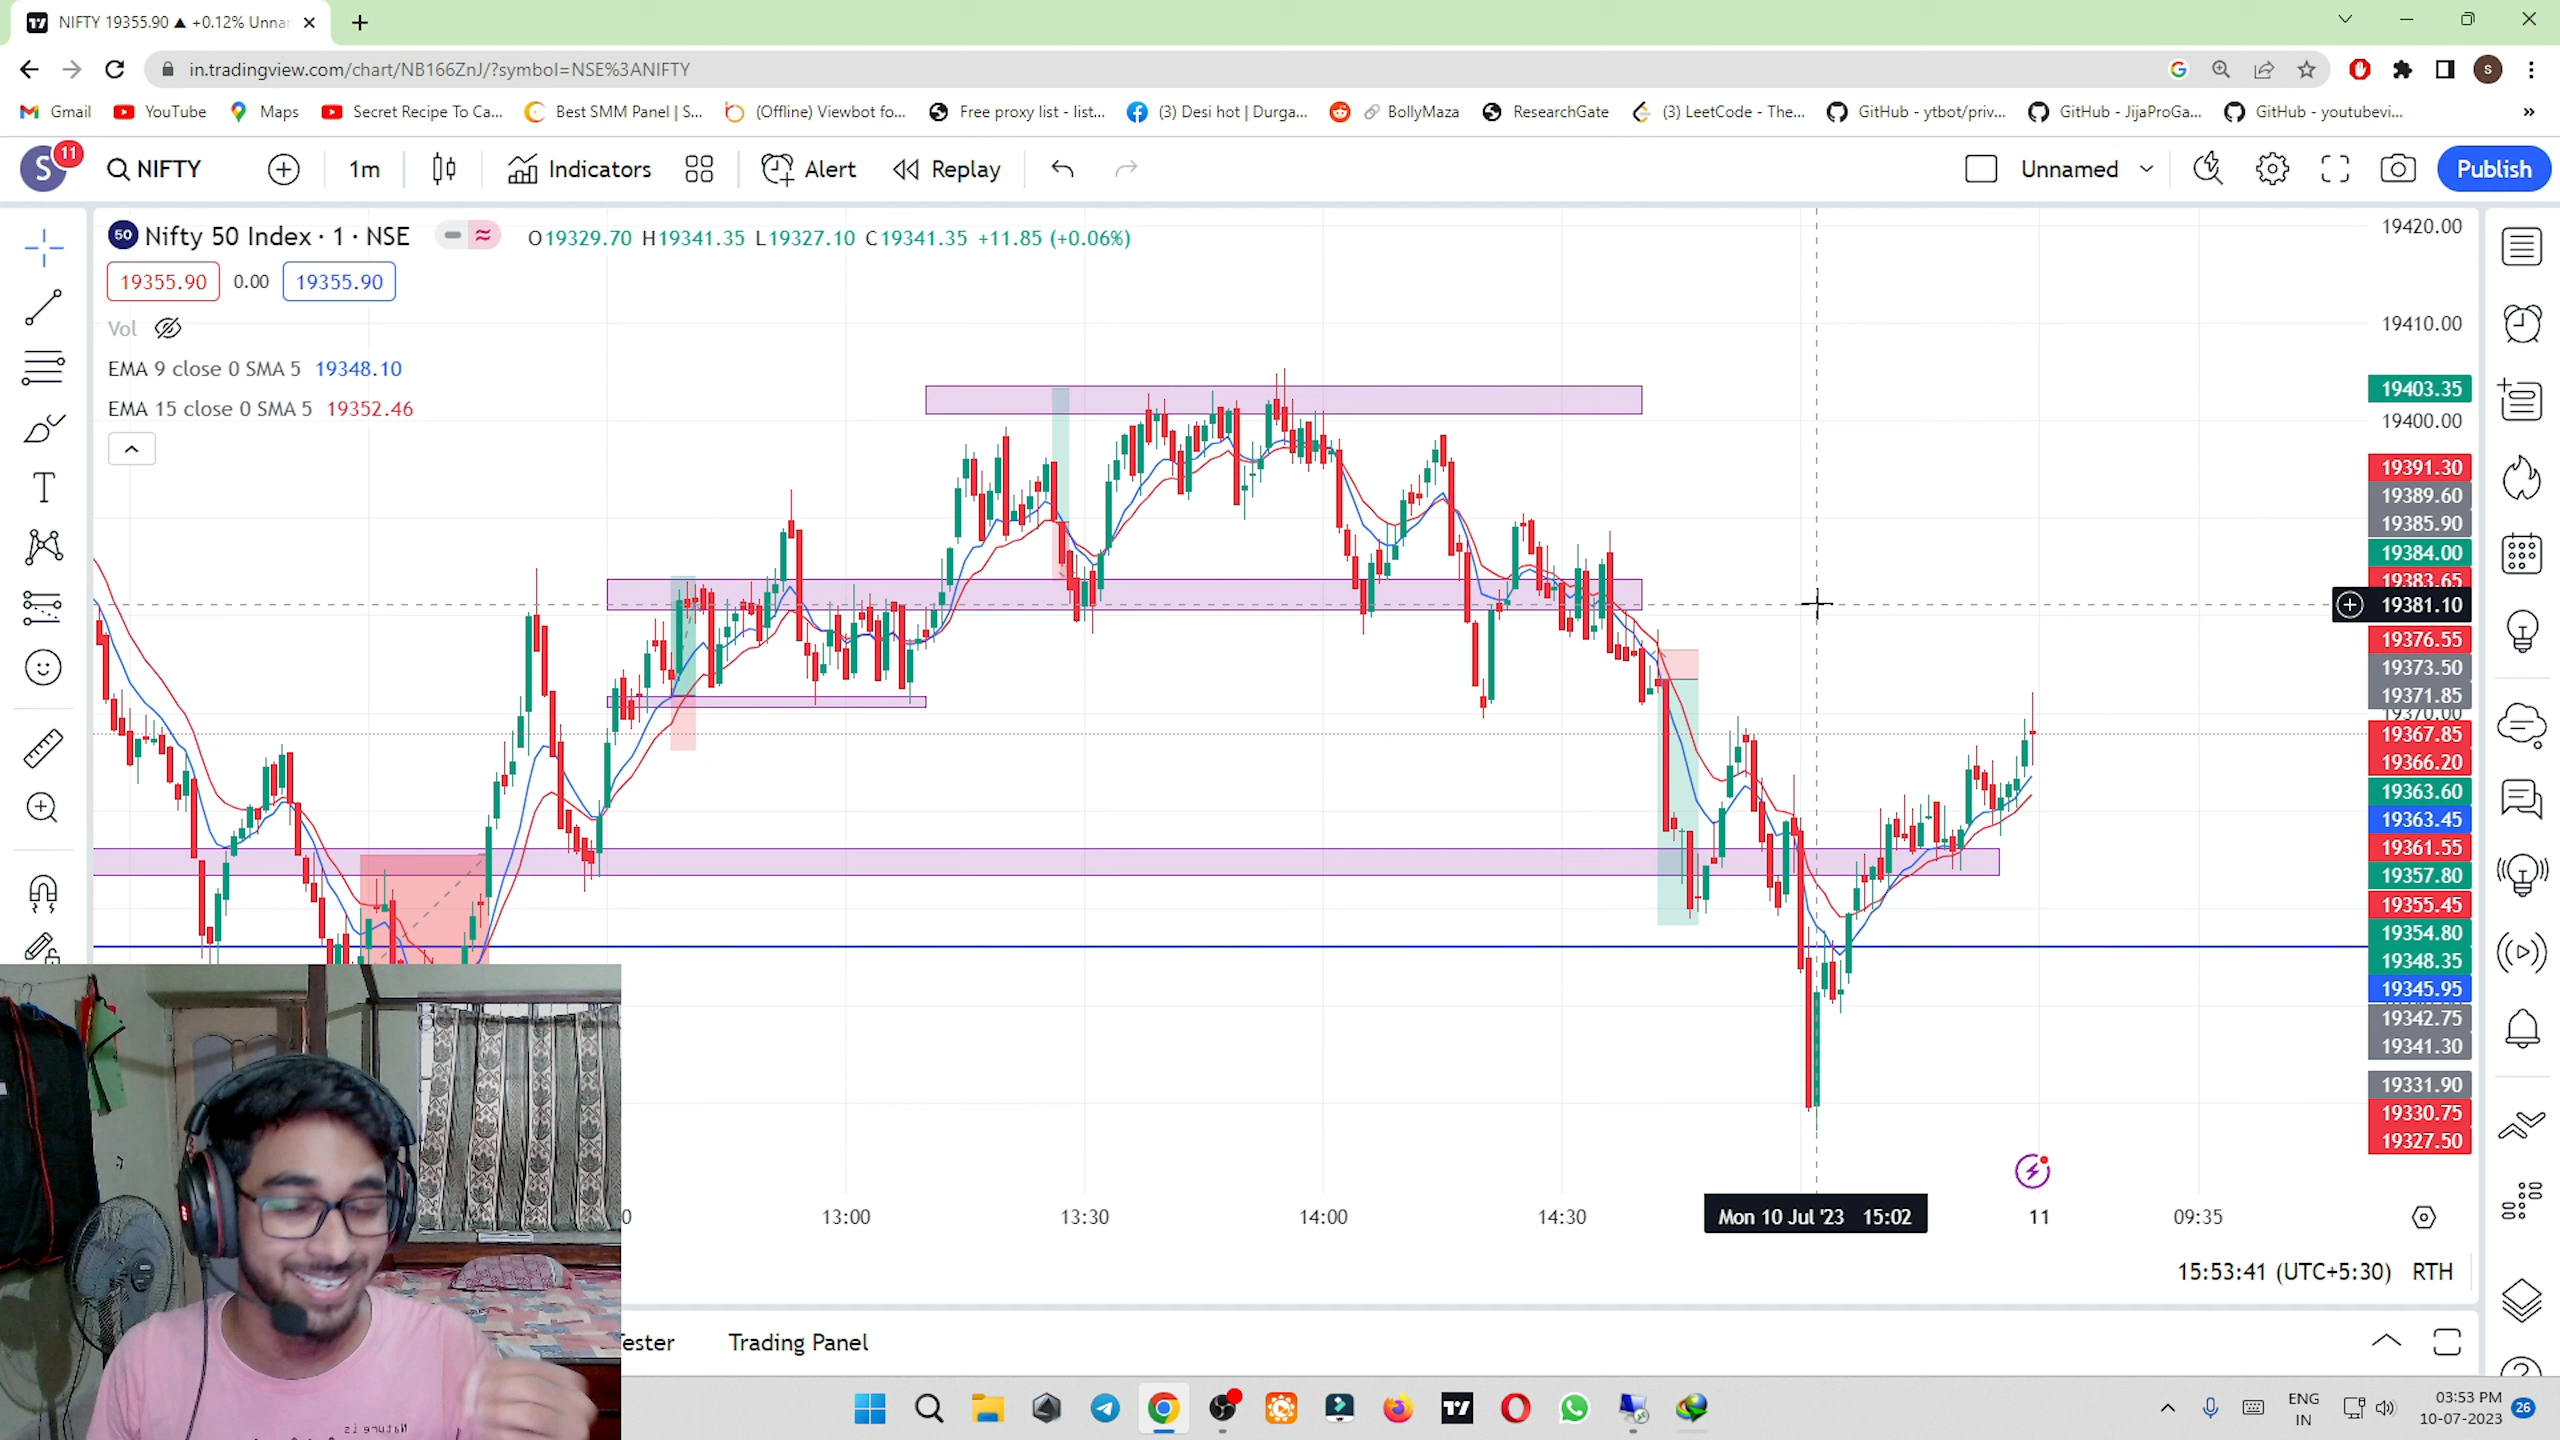 NIFTY 19355.90 ▲ +0.12% Unnar
in.tradingview.com/chart/NB166ZnJ/?symbol=NSE%3ANIFTY
Gmail YouTube Maps Secret Recipe To Ca... Best SMM Panel | S... (Offline) Viewbot fo... Free proxy list - list... (3) Desi hot | Durga... BollyMaza ResearchGate (3) LeetCode - The... GitHub - ytbot/priv... GitHub - JijaProGa... GitHub - youtubevi... »
S 11 NIFTY 1m Indicators Alert Replay Unnamed Publish
50 Nifty 50 Index · 1 · NSE O19329.70 H19341.35 L19327.10 C19341.35 +11.85 (+0.06%)
19355.90 0.00 19355.90
Vol
EMA 9 close 0 SMA 5 19348.10
EMA 15 close 0 SMA 5 19352.46
19420.00
19410.00
19403.35
19400.00
19391.30
19389.60
19385.90
19384.00
19383.65
19381.10
19376.55
19373.50
19371.85
19370.00
19367.85
19366.20
19363.60
19363.45
19361.55
19357.80
19355.45
19354.80
19348.35
19345.95
19342.75
19341.30
19331.90
19330.75
19327.50
0 13:00 13:30 14:00 14:30 Mon 10 Jul '23 15:02 11 09:35
15:53:41 (UTC+5:30) RTH
ester Trading Panel
Nature is
ENG
IN
03:53 PM
10-07-2023
26